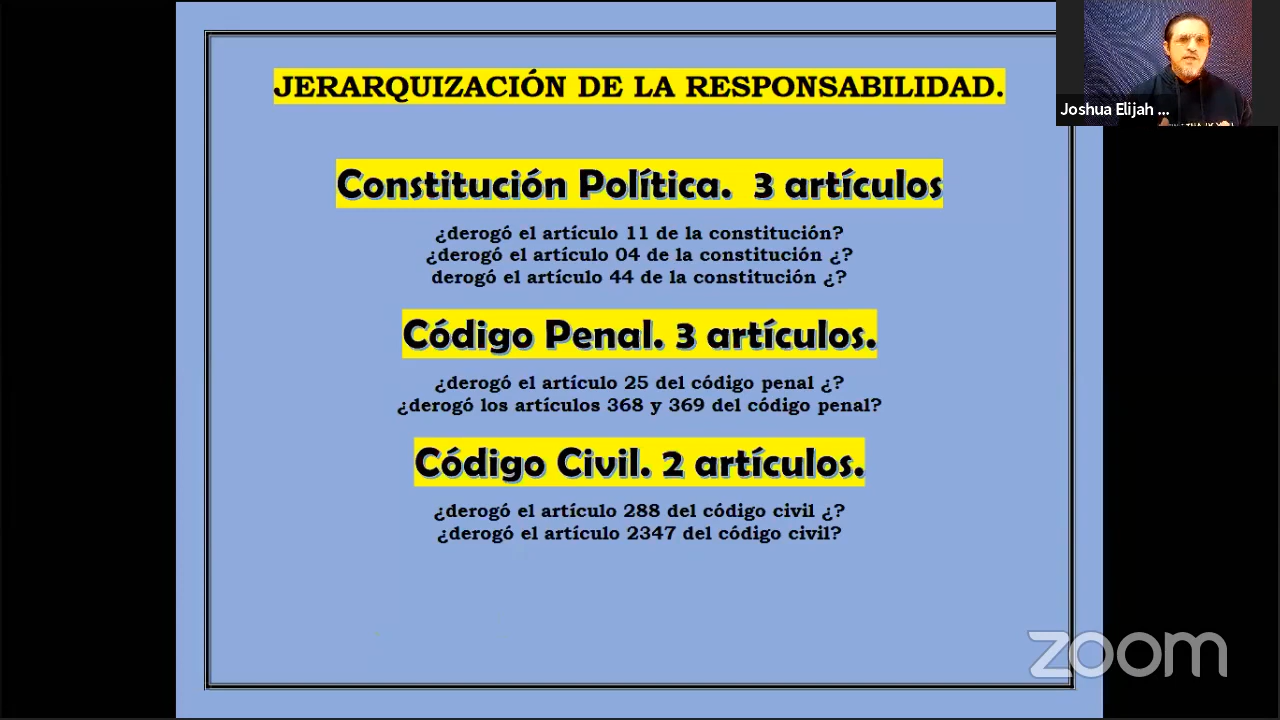 JERARQUIZACIÓN DE LA RESPONSABILIDAD.
Constitución Política. 3 artículos
¿derogó el artículo 11 de la constitución?
¿derogó el artículo 04 de la constitución ¿?
derogó el artículo 44 de la constitución ¿?
Código Penal. 3 artículos.
¿derogó el artículo 25 del código penal ¿?
¿derogó los artículos 368 y 369 del código penal?
Código Civil. 2 artículos.
¿derogó el artículo 288 del código civil ¿?
¿derogó el artículo 2347 del código civil?
Joshua Elijah ...
zoom